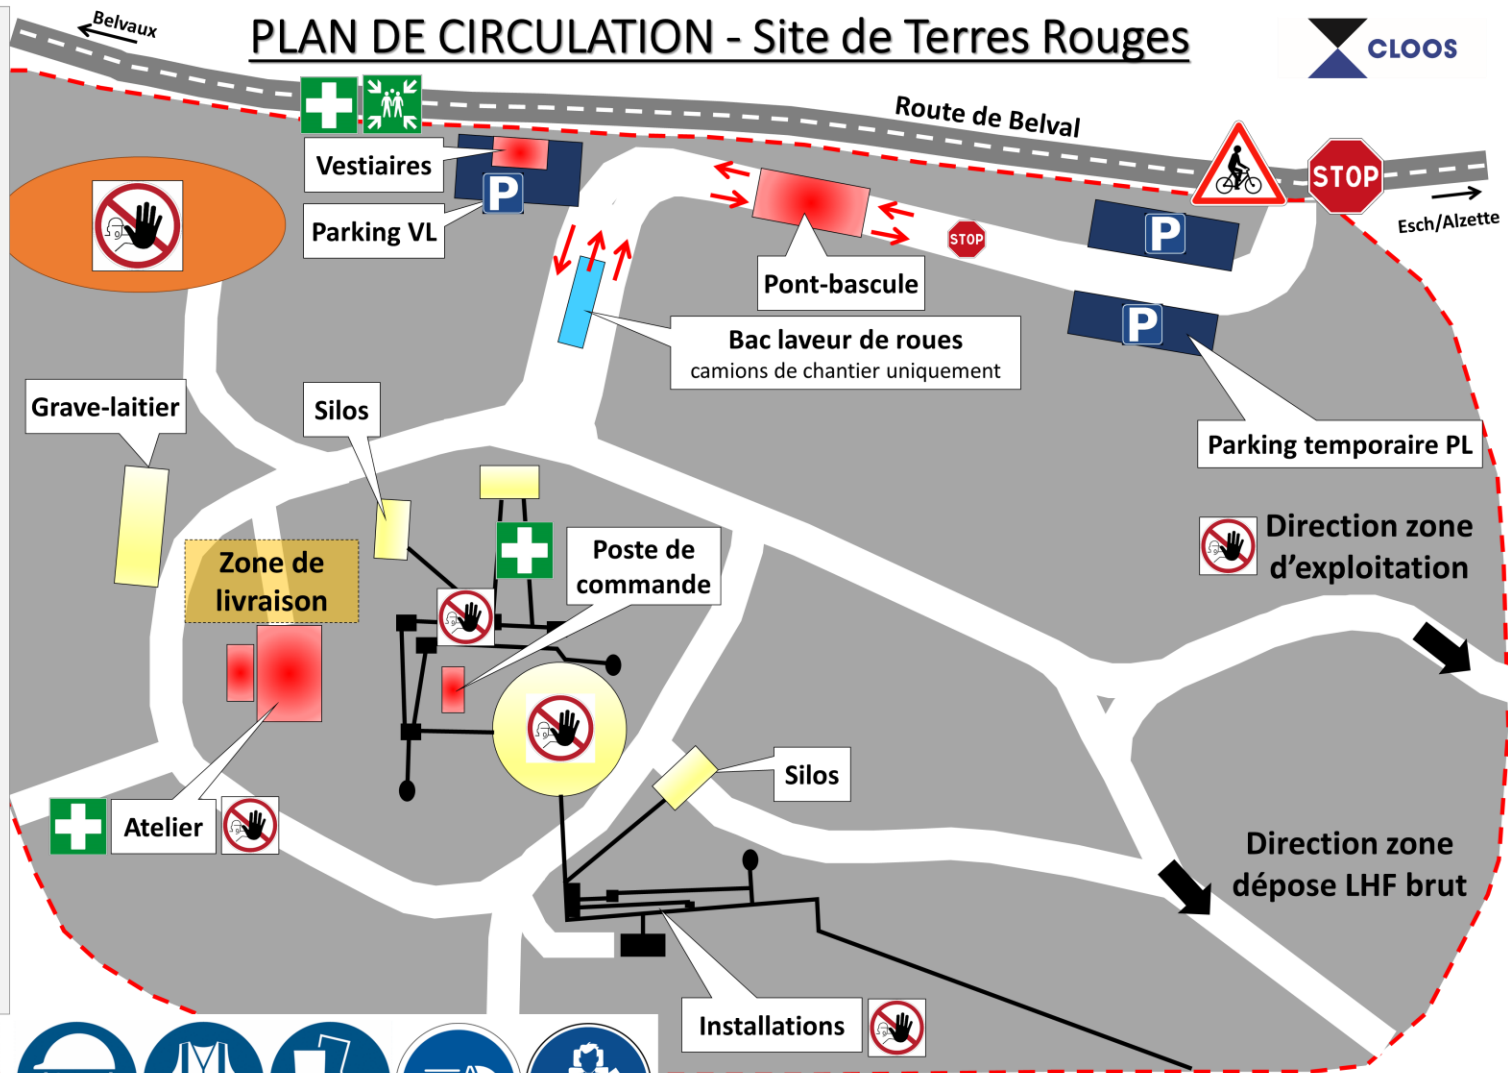 PLAN DE CIRCULATION - Site de Terres Rouges
CLOOS
Belvaux
Route de Belval
STOP
Esch/Alzette
Vestiaires
P
Parking VL
P
STOP
Pont-bascule
P
Bac laveur de roues
camions de chantier uniquement
Parking temporaire PL
Grave-laitier
Silos
Direction zone
d'exploitation
Zone de
livraison
Poste de
commande
Silos
Atelier
Direction zone
dépose LHF brut
Installations